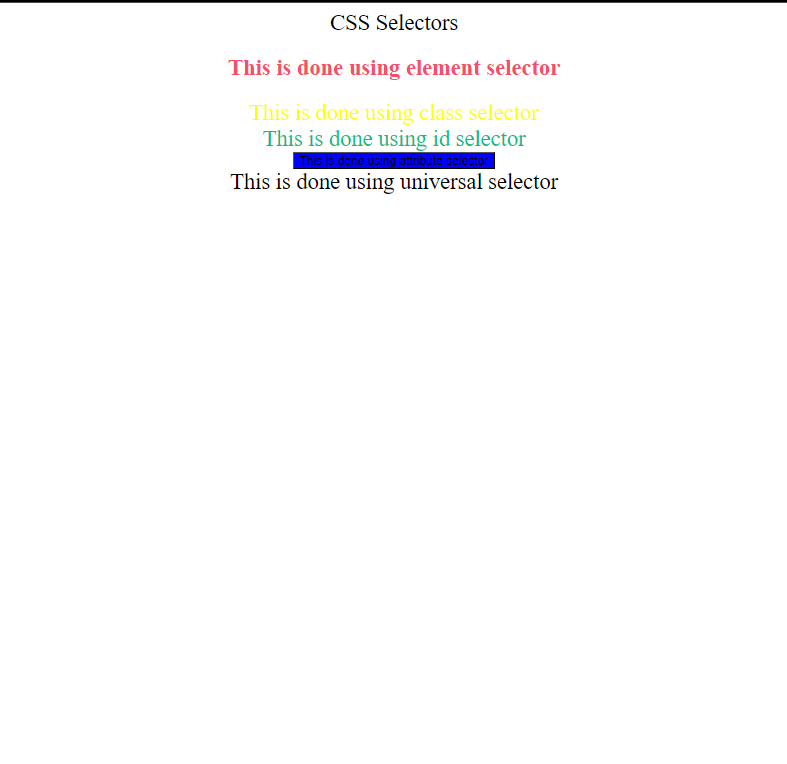 CSS Selectors
This is done using element selector
This is done using class selector
This is done using id selector
This is done using attribute selector
This is done using universal selector